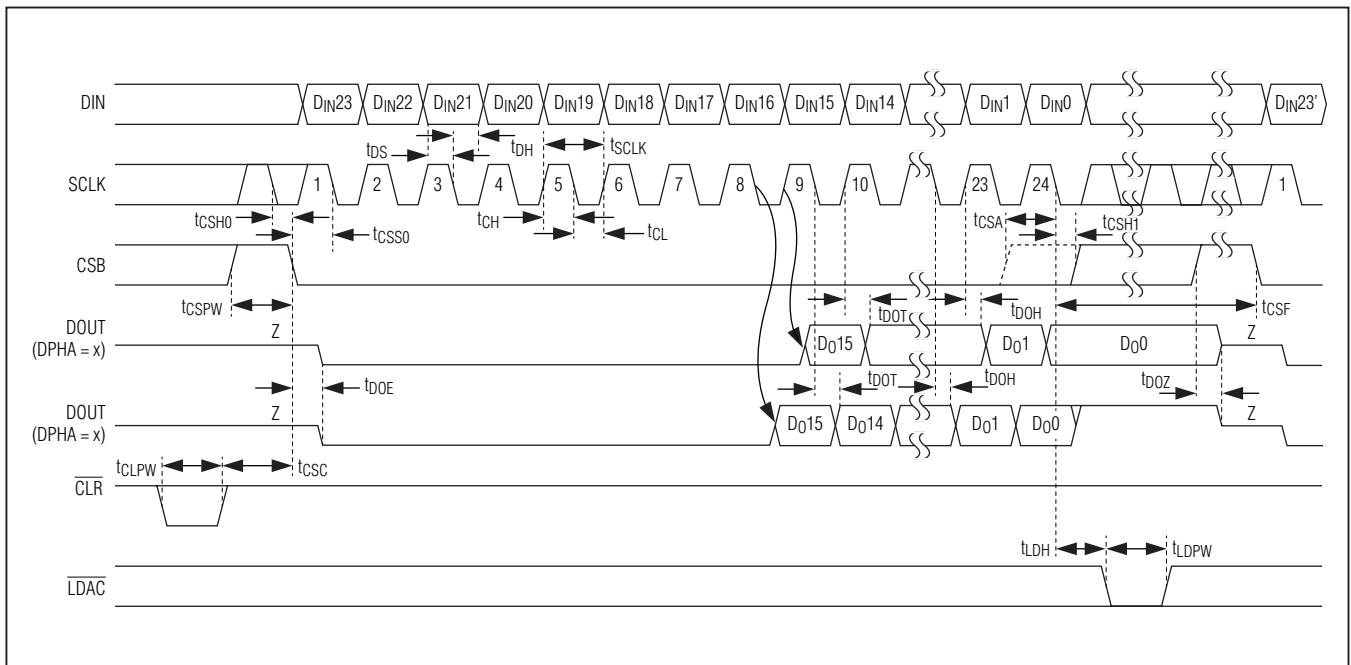 DIN
DIN23 DIN22 DIN21 DIN20 DIN19 DIN18 DIN17 DIN16 DIN15 DIN14 DIN1 DIN0 DIN23'
tDS tDH tSCLK
SCLK
1 2 3 4 5 6 7 8 9 10 23 24 1
tCSH0 tCSS0 tCH tCL tCSA tCSH1
CSB
tCSPW tDOT tDOH tCSF
DOUT
(DPHA = x)
Z DO15 DO1 DO0 Z
tDOE tDOT tDOH tDOZ
DOUT
(DPHA = x)
Z DO15 DO14 DO1 DO0 Z
tCLPW tCSC
CLR
tLDH tLDPW
LDAC